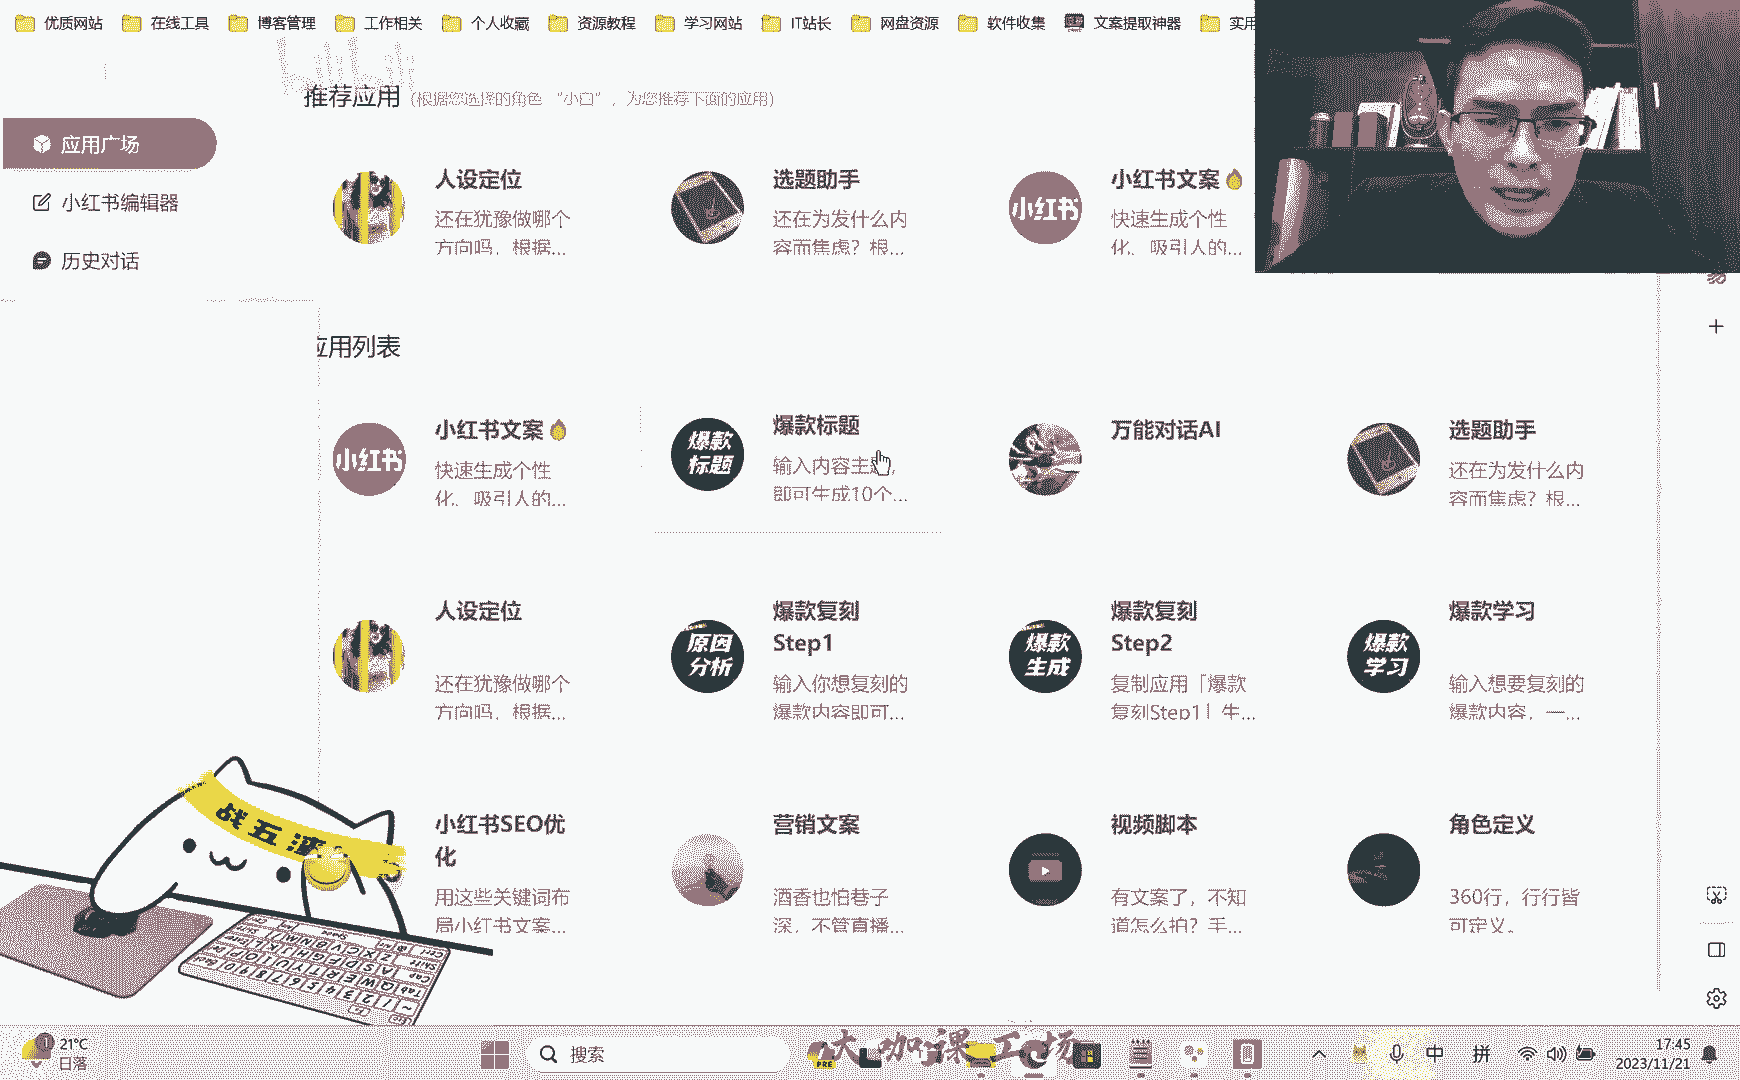 优质网站 在线工具 博客管理 工作相关 个人收藏 资源教程 学习网站 IT站长 网盘资源 软件收集 文案提取神器 实用
推荐应用 (根据您选择的角色 “小白”，为您推荐下面的应用)
应用广场
小红书编辑器
历史对话
人设定位
还在犹豫做哪个
方向吗，根据...
选题助手
还在为发什么内
容而焦虑？根...
小红书
小红书文案
快速生成个性
化、吸引人的...
应用列表
小红书
小红书文案
快速生成个性
化、吸引人的...
爆款
标题
爆款标题
输入内容主题，
即可生成10个...
万能对话AI
选题助手
还在为发什么内
容而焦虑？根...
人设定位
还在犹豫做哪个
方向吗，根据...
原因
分析
爆款复刻
Step1
输入你想复刻的
爆款内容即可...
爆款
生成
爆款复刻
Step2
复制应用「爆款
复刻Step1」生...
爆款
学习
爆款学习
输入想要复刻的
爆款内容，一...
小红书SEO优
化
用这些关键词布
局小红书文案...
营销文案
酒香也怕巷子
深，不管直播...
视频脚本
有文案了，不知
道怎么拍？手...
角色定义
360行，行行皆
可定义。
战五渣
21°C
日落
搜索
PRE
大咖课工场
中 拼
17:45
2023/11/21